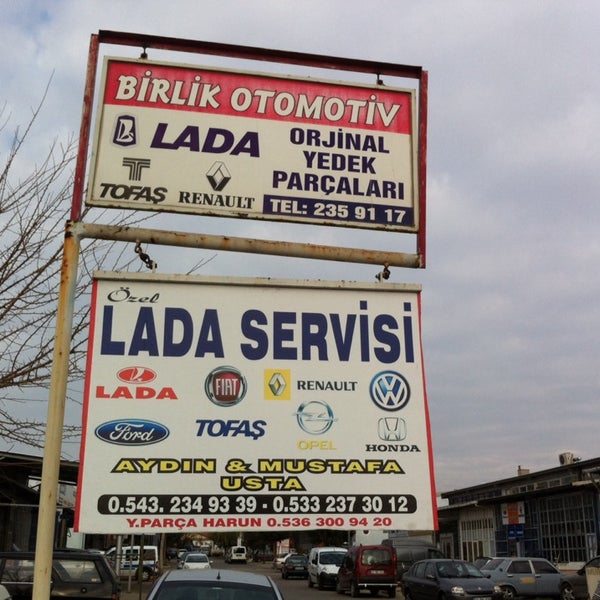 BİRLİK OTOMOTİV
LADA
ORJİNAL
YEDEK
PARÇALARI
TOFAŞ
RENAULT
TEL: 235 91 17
Özel
LADA SERVİSİ
LADA
FIAT
RENAULT
Ford
TOFAŞ
OPEL
HONDA
AYDIN & MUSTAFA
USTA
0.543. 234 93 39 - 0.533 237 30 12
Y.PARÇA HARUN 0.536 300 94 20